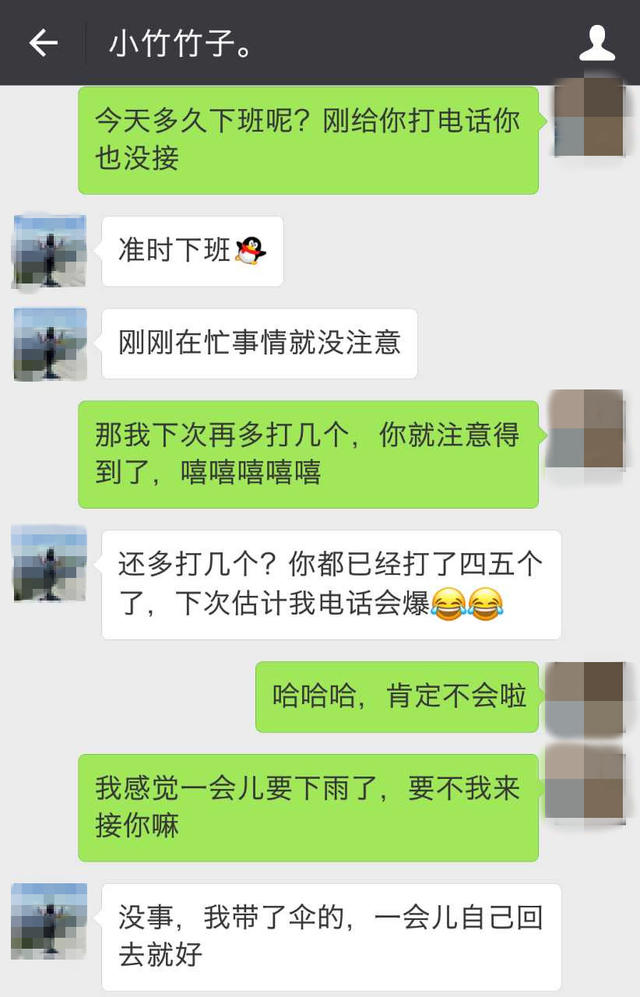 小竹竹子。
今天多久下班呢？刚给你打电话你
也没接
准时下班
刚刚在忙事情就没注意
那我下次再多打几个，你就注意得
到了，嘻嘻嘻嘻嘻
还多打几个？你都已经打了四五个
了，下次估计我电话会爆😂😂
哈哈哈，肯定不会啦
我感觉一会儿要下雨了，要不我来
接你嘛
没事，我带了伞的，一会儿自己回
去就好